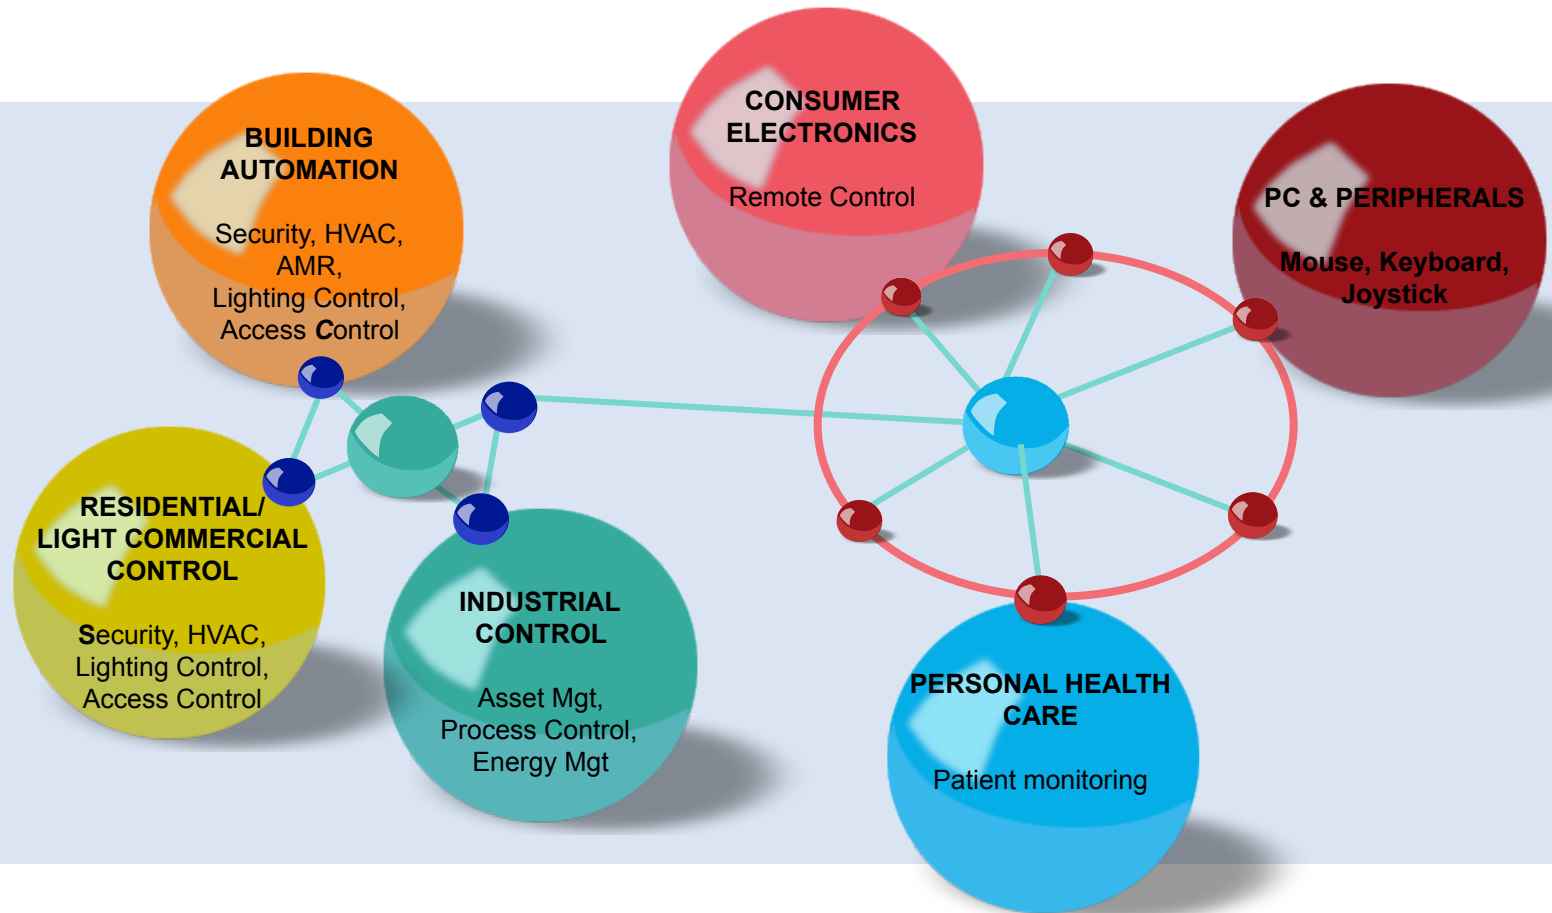 BUILDING
AUTOMATION
Security, HVAC,
AMR,
Lighting Control,
Access Control
CONSUMER
ELECTRONICS
Remote Control
PC & PERIPHERALS
Mouse, Keyboard,
Joystick
RESIDENTIAL/
LIGHT COMMERCIAL
CONTROL
Security, HVAC,
Lighting Control,
Access Control
INDUSTRIAL
CONTROL
Asset Mgt,
Process Control,
Energy Mgt
PERSONAL HEALTH
CARE
Patient monitoring